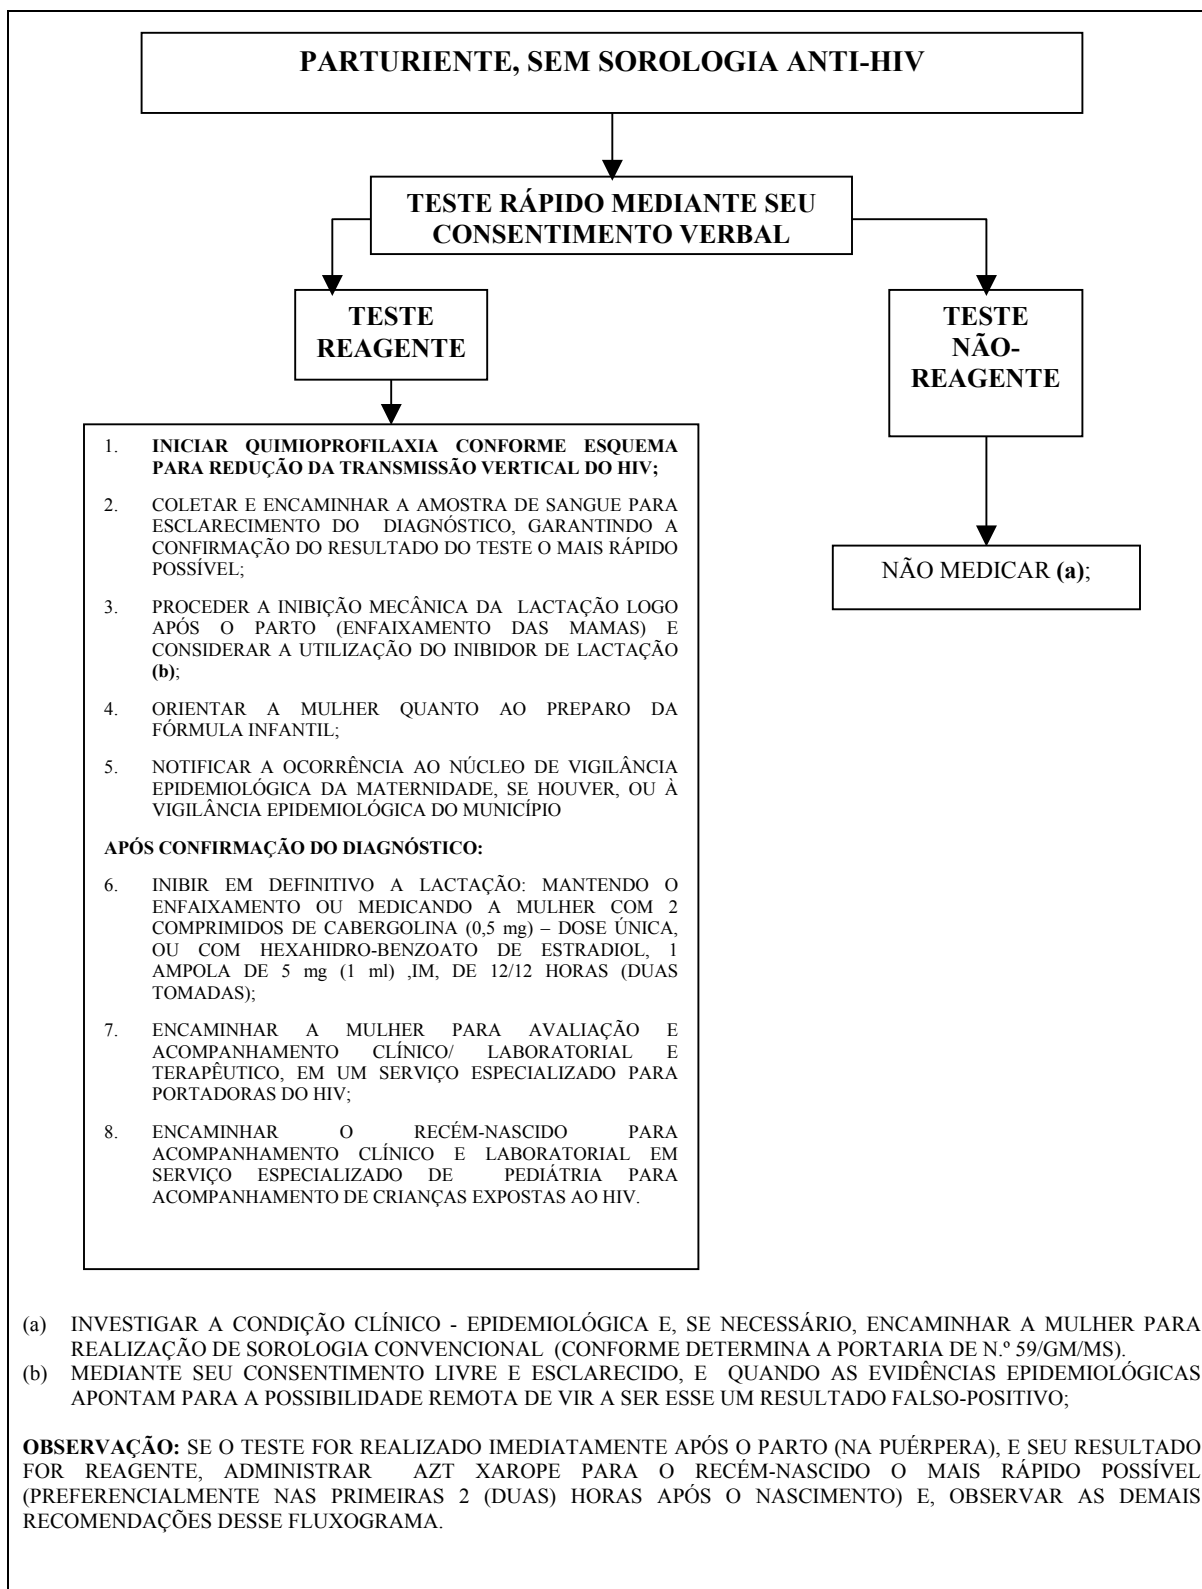 PARTURIENTE, SEM SOROLOGIA ANTI-HIV
TESTE RÁPIDO MEDIANTE SEU
CONSENTIMENTO VERBAL
TESTE
REAGENTE
TESTE
NÃO-
REAGENTE
1. INICIAR QUIMIOPROFILAXIA CONFORME ESQUEMA
PARA REDUÇÃO DA TRANSMISSÃO VERTICAL DO HIV;
2. COLETAR E ENCAMINHAR A AMOSTRA DE SANGUE PARA
ESCLARECIMENTO DO DIAGNÓSTICO, GARANTINDO A
CONFIRMAÇÃO DO RESULTADO DO TESTE O MAIS RÁPIDO
POSSÍVEL;
3. PROCEDER A INIBIÇÃO MECÂNICA DA LACTAÇÃO LOGO
APÓS O PARTO (ENFAIXAMENTO DAS MAMAS) E
CONSIDERAR A UTILIZAÇÃO DO INIBIDOR DE LACTAÇÃO
(b);
4. ORIENTAR A MULHER QUANTO AO PREPARO DA
FÓRMULA INFANTIL;
5. NOTIFICAR A OCORRÊNCIA AO NÚCLEO DE VIGILÂNCIA
EPIDEMIOLÓGICA DA MATERNIDADE, SE HOUVER, OU À
VIGILÂNCIA EPIDEMIOLÓGICA DO MUNICÍPIO
APÓS CONFIRMAÇÃO DO DIAGNÓSTICO:
6. INIBIR EM DEFINITIVO A LACTAÇÃO: MANTENDO O
ENFAIXAMENTO OU MEDICANDO A MULHER COM 2
COMPRIMIDOS DE CABERGOLINA (0,5 mg) – DOSE ÚNICA,
OU COM HEXAHIDRO-BENZOATO DE ESTRADIOL, 1
AMPOLA DE 5 mg (1 ml) ,IM, DE 12/12 HORAS (DUAS
TOMADAS);
7. ENCAMINHAR A MULHER PARA AVALIAÇÃO E
ACOMPANHAMENTO CLÍNICO/ LABORATORIAL E
TERAPÊUTICO, EM UM SERVIÇO ESPECIALIZADO PARA
PORTADORAS DO HIV;
8. ENCAMINHAR O RECÉM-NASCIDO PARA
ACOMPANHAMENTO CLÍNICO E LABORATORIAL EM
SERVIÇO ESPECIALIZADO DE PEDIÁTRIA PARA
ACOMPANHAMENTO DE CRIANÇAS EXPOSTAS AO HIV.
NÃO MEDICAR (a);
(a) INVESTIGAR A CONDIÇÃO CLÍNICO - EPIDEMIOLÓGICA E, SE NECESSÁRIO, ENCAMINHAR A MULHER PARA
REALIZAÇÃO DE SOROLOGIA CONVENCIONAL (CONFORME DETERMINA A PORTARIA DE N.º 59/GM/MS).
(b) MEDIANTE SEU CONSENTIMENTO LIVRE E ESCLARECIDO, E QUANDO AS EVIDÊNCIAS EPIDEMIOLÓGICAS
APONTAM PARA A POSSIBILIDADE REMOTA DE VIR A SER ESSE UM RESULTADO FALSO-POSITIVO;
OBSERVAÇÃO: SE O TESTE FOR REALIZADO IMEDIATAMENTE APÓS O PARTO (NA PUÉRPERA), E SEU RESULTADO
FOR REAGENTE, ADMINISTRAR AZT XAROPE PARA O RECÉM-NASCIDO O MAIS RÁPIDO POSSÍVEL
(PREFERENCIALMENTE NAS PRIMEIRAS 2 (DUAS) HORAS APÓS O NASCIMENTO) E, OBSERVAR AS DEMAIS
RECOMENDAÇÕES DESSE FLUXOGRAMA.